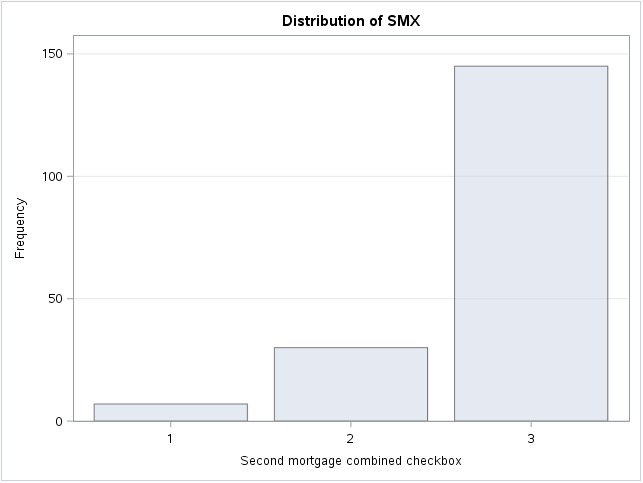 Distribution of SMX
150
100
50
0
Frequency
1 2 3
Second mortgage combined checkbox